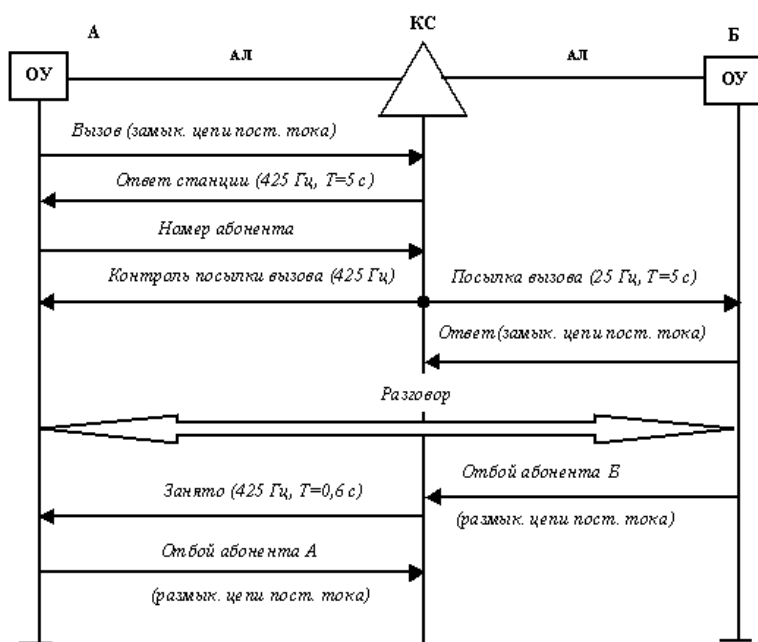 А
КС
Б
ОУ
АЛ
АЛ
ОУ
Вызов (замык. цепи пост. тока)
Ответ станции (425 Гц, Т=5 с)
Номер абонента
Контроль посылки вызова (425 Гц)
Посылка вызова (25 Гц, Т=5 с)
Ответ (замык. цепи пост. тока)
Разговор
Отбой абонента Б
Занято (425 Гц, Т=0,6 с)
(размык. цепи пост. тока)
Отбой абонента А
(размык. цепи пост. тока)